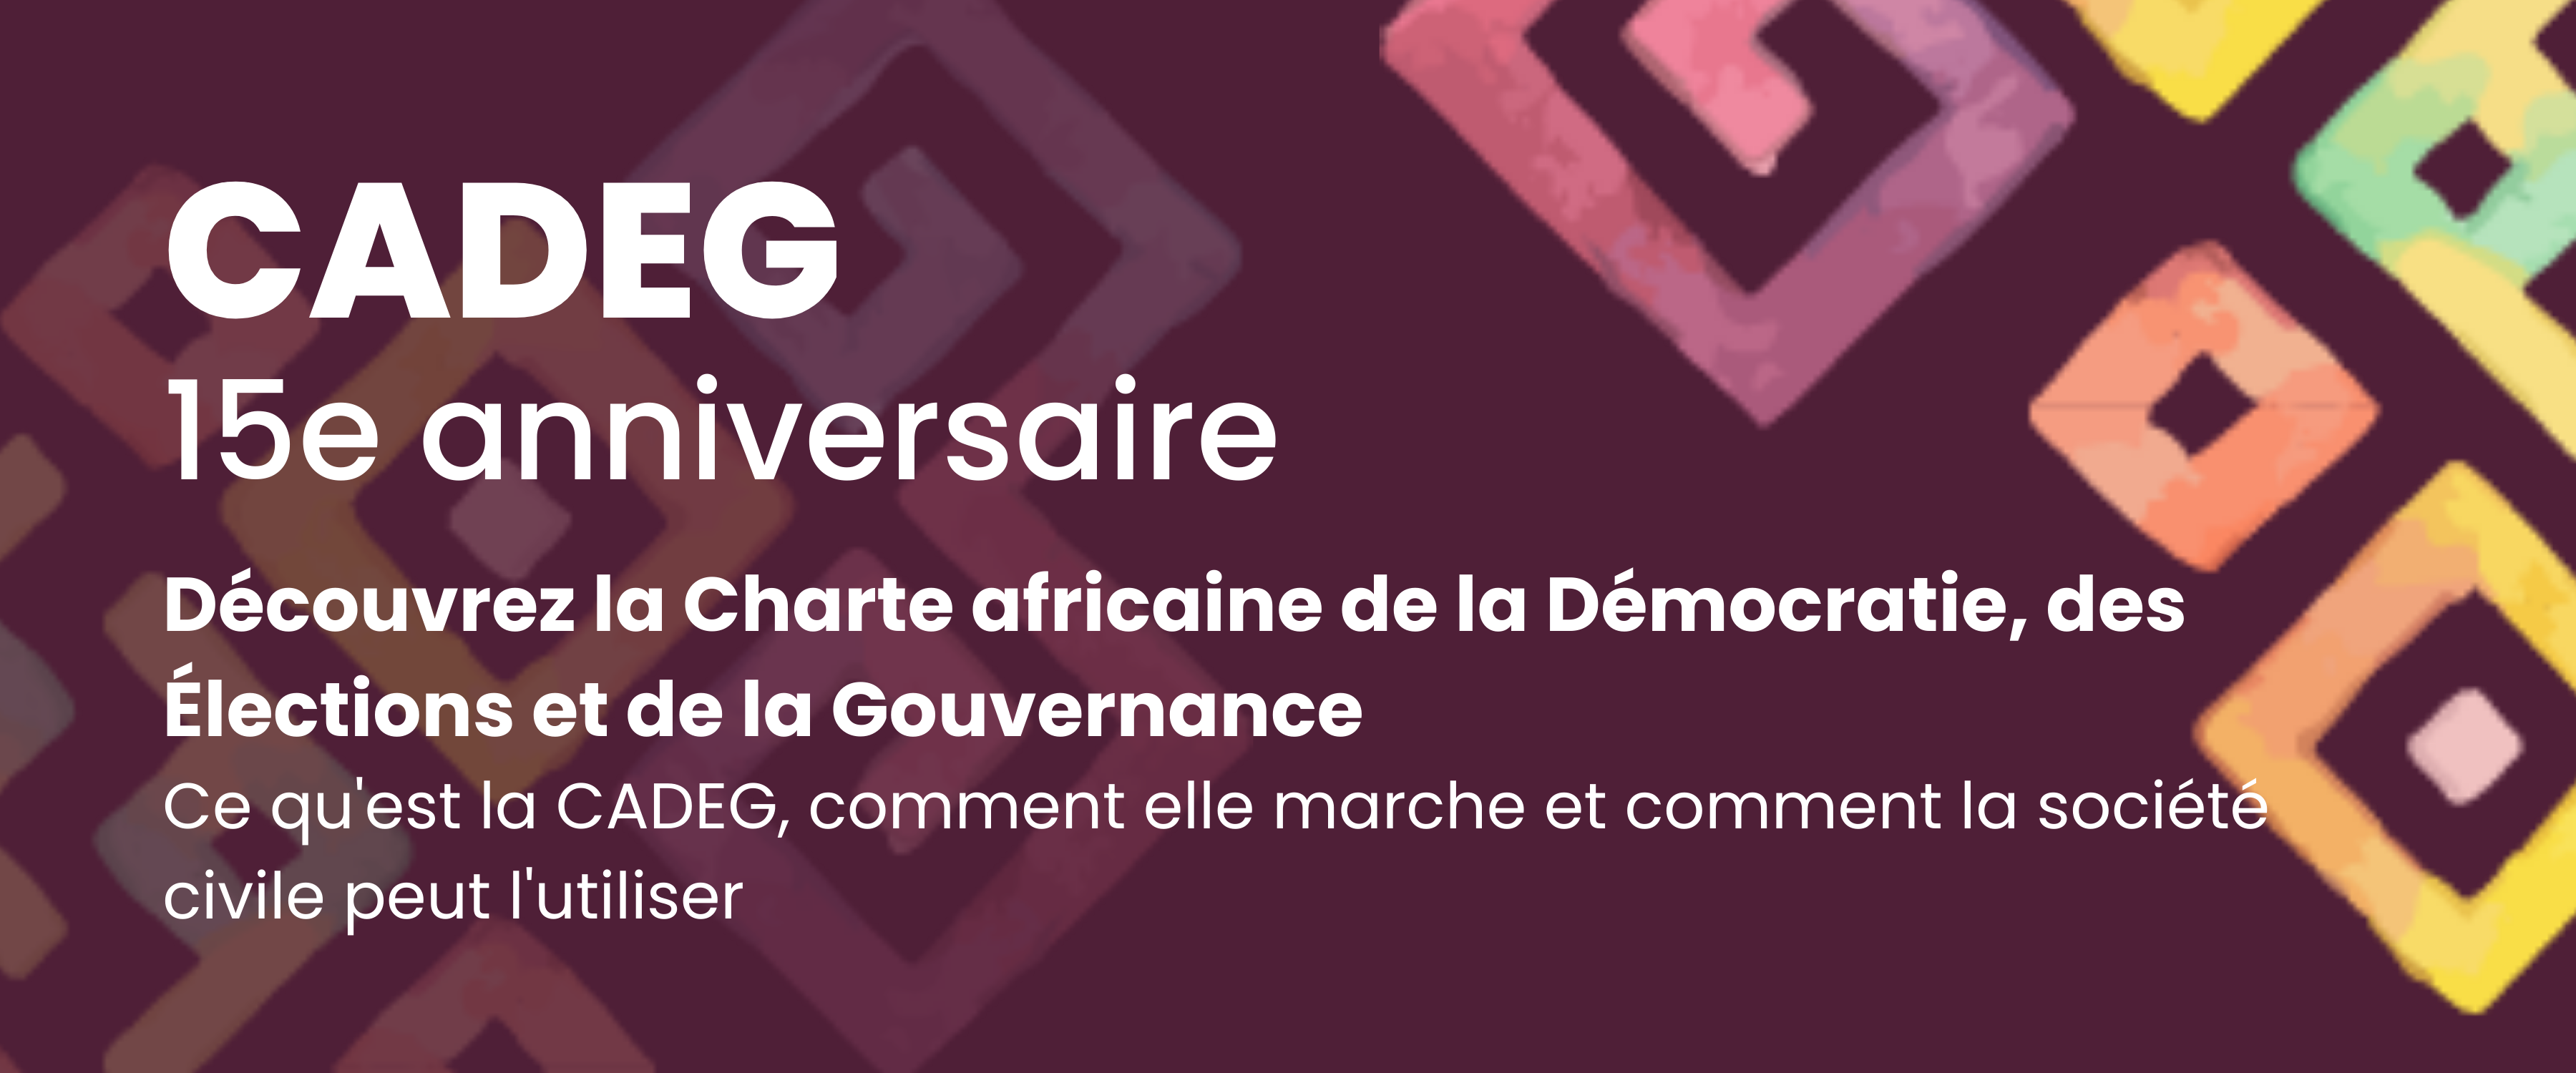 CADEG
15e anniversaire
Découvrez la Charte africaine de la Démocratie, des
Élections et de la Gouvernance
Ce qu'est la CADEG, comment elle marche et comment la société
civile peut l'utiliser